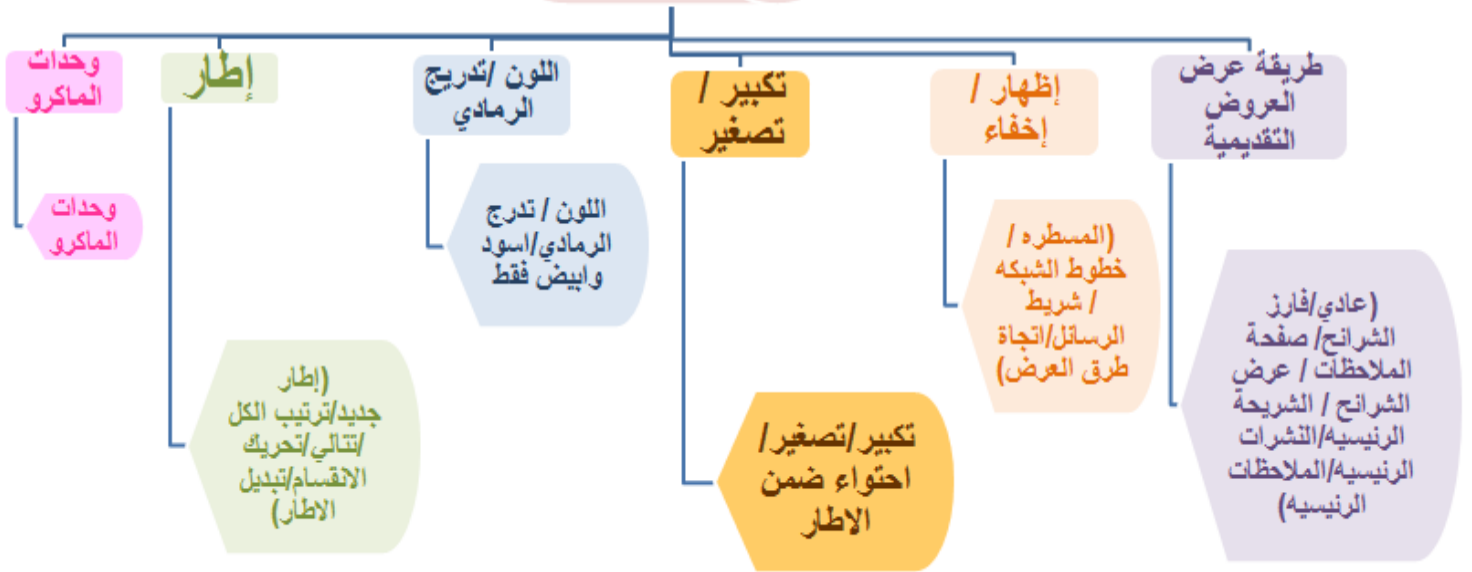 طريقة عرض
العروض
التقديمية
إظهار /
إخفاء
تكبير /
تصغير
اللون /تدريج
الرمادي
إطار
وحدات
الماكرو
(عادي/فارز
الشرائح/ صفحة
الملاحظات / عرض
الشرائح / الشريحة
الرئيسيه/النشرات
الرئيسيه/الملاحظات
الرئيسيه)
(المسطره /
خطوط الشبكه
/ شريط
الرسائل/اتجاة
طرق العرض)
تكبير/تصغير/
احتواء ضمن
الاطار
اللون / تدرج
الرمادي/اسود
وابيض فقط
(إطار
جديد/ترتيب الكل
/تتالي/تحريك
الانقسام/تبديل
الاطار)
وحدات
الماكرو